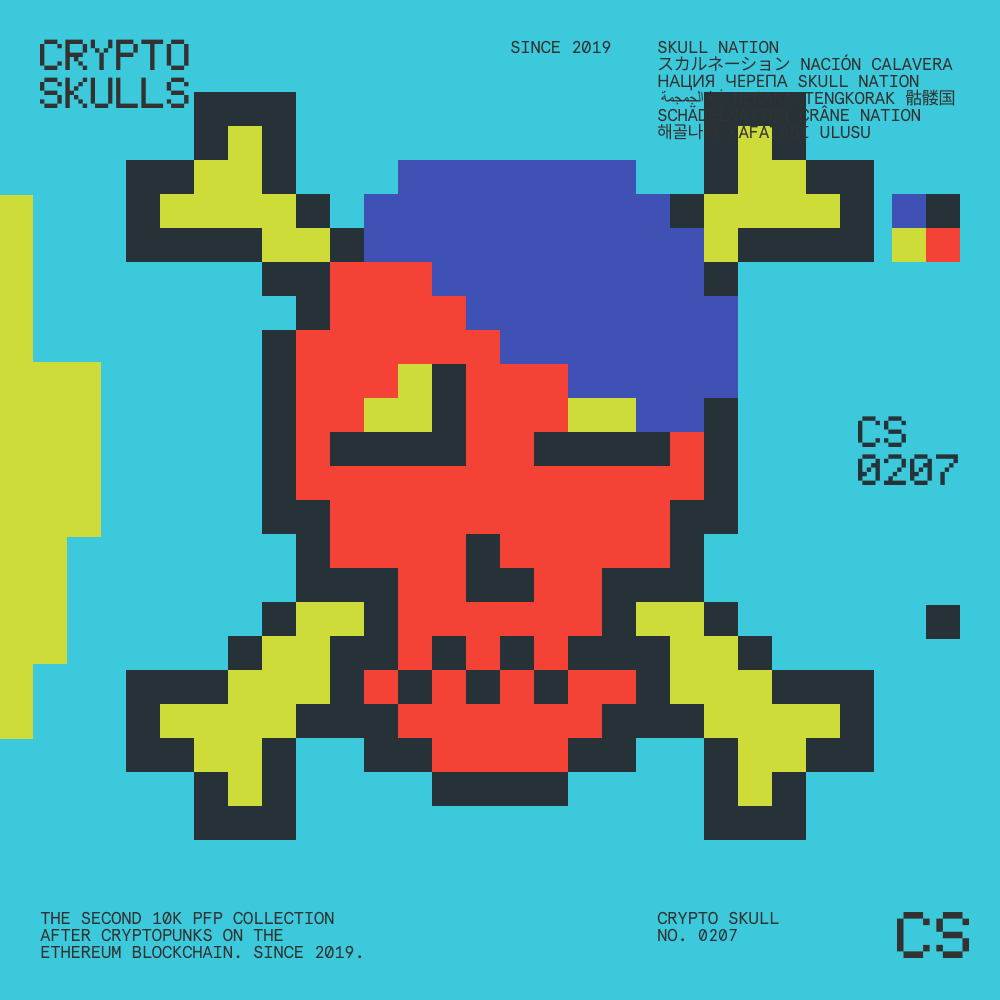 CRYPTO
SKULLS
SINCE 2019
SKULL NATION
スカルネーション NACIÓN CALAVERA
НАЦИЯ ЧЕРЕПА SKULL NATION
الجمجمة TENGKORAK 骷髅国
CRÂNE NATION
해골 ULUSU
CS
0207
THE SECOND 10K PFP COLLECTION
AFTER CRYPTOPUNKS ON THE
ETHEREUM BLOCKCHAIN. SINCE 2019.
CRYPTO SKULL
NO. 0207
CS